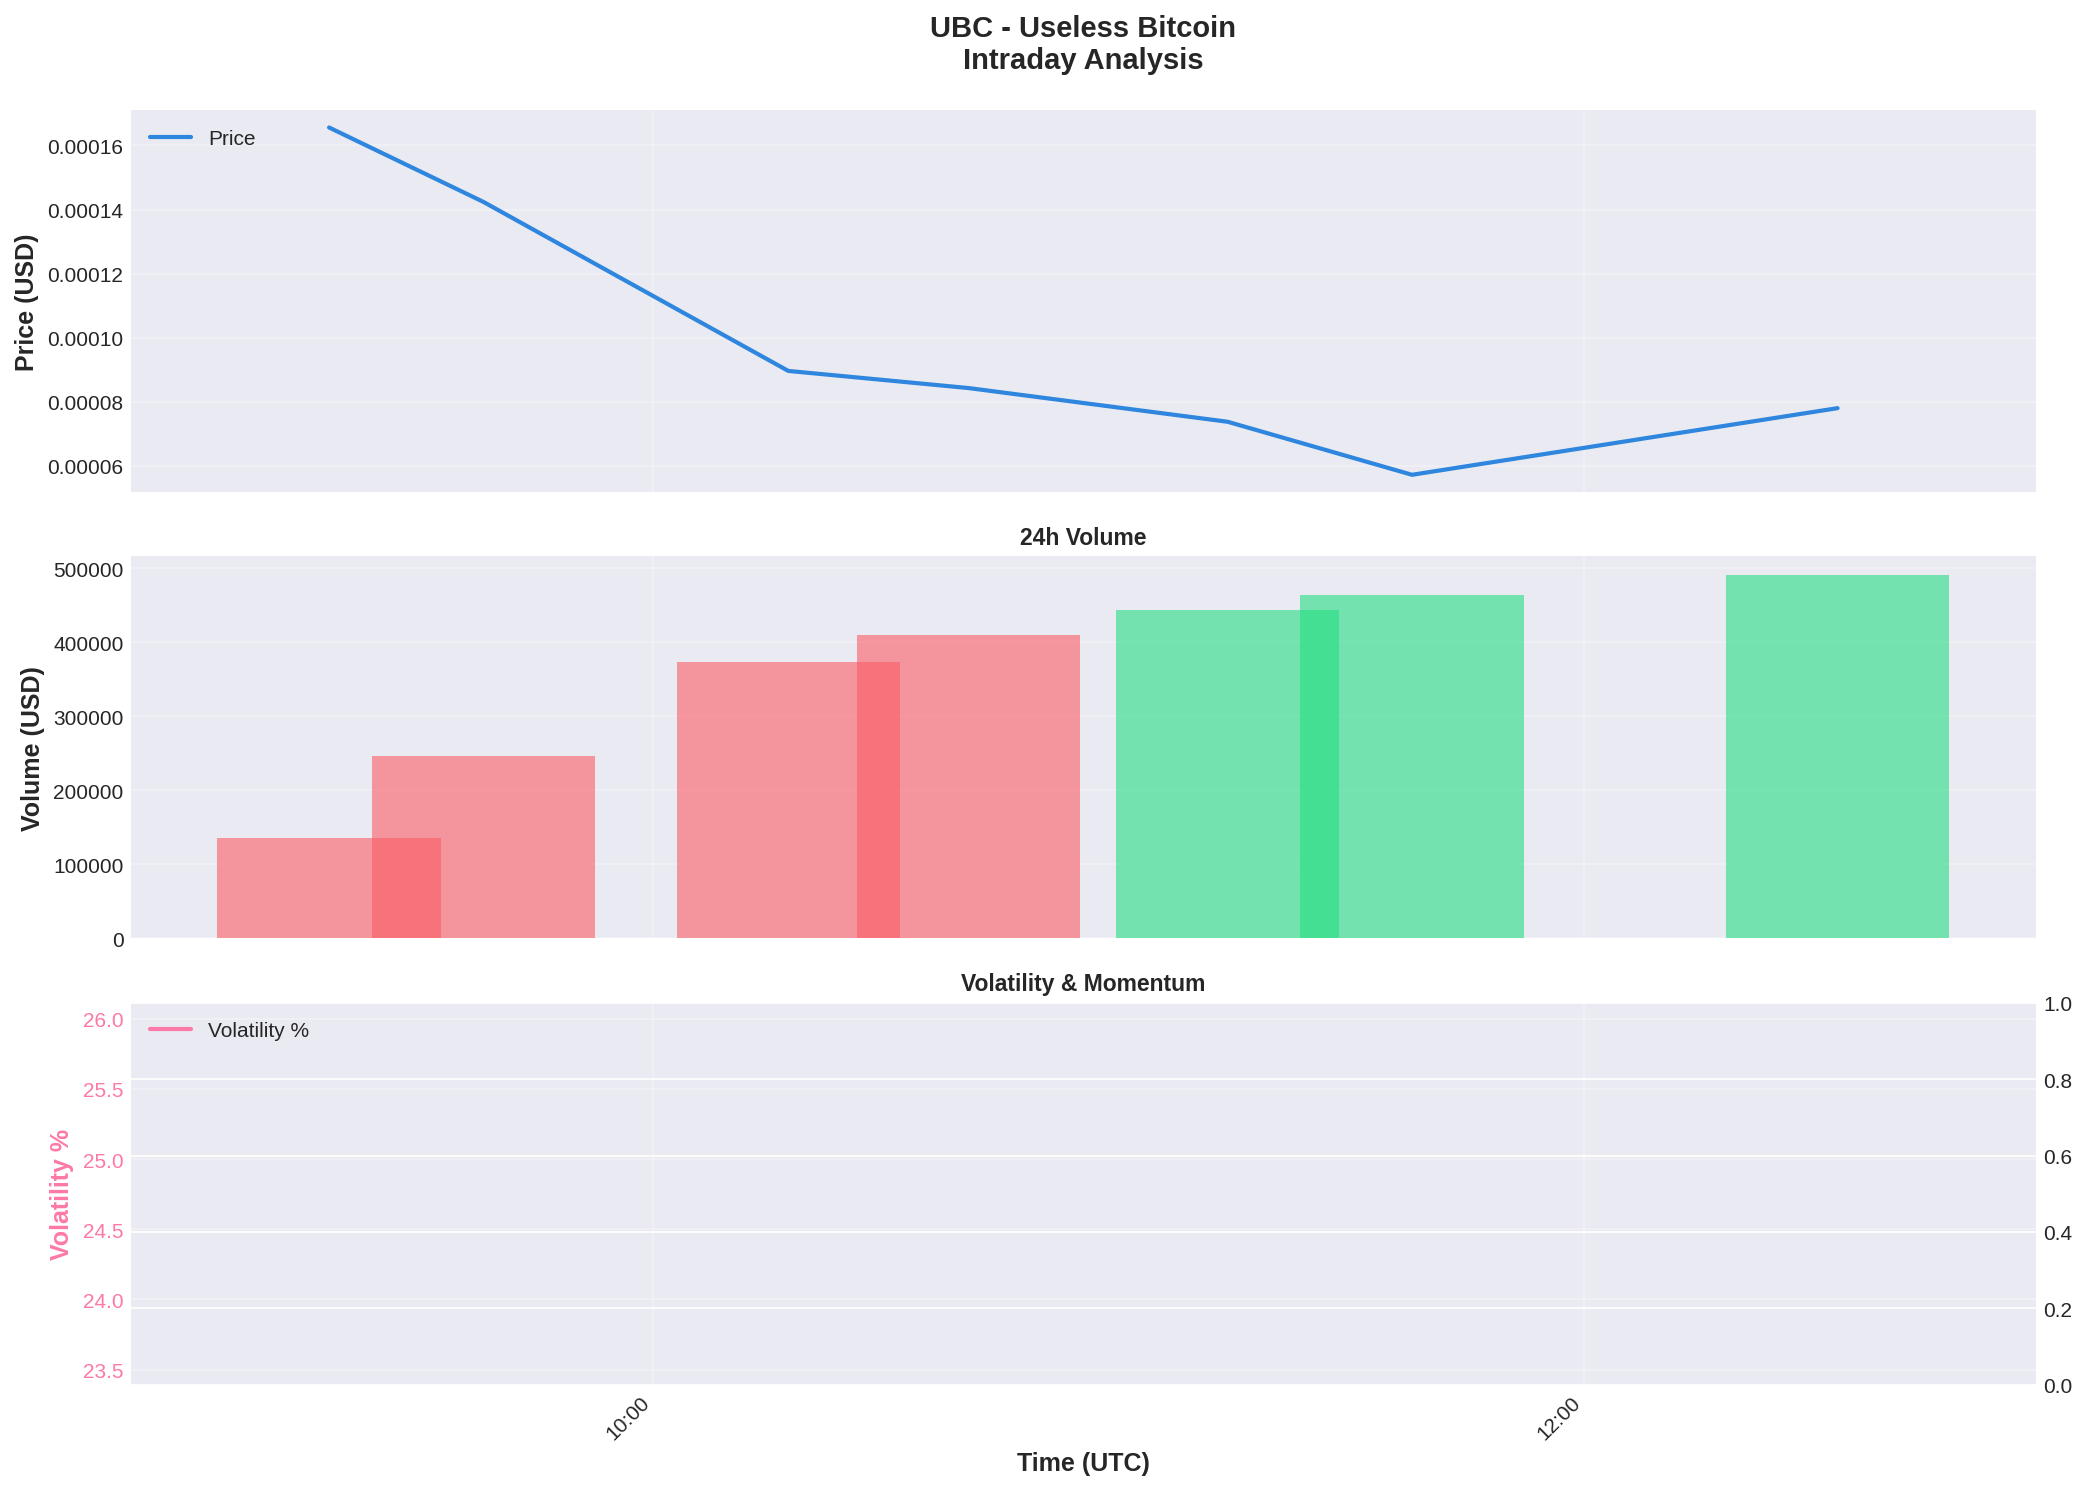 UBC - Useless Bitcoin
Intraday Analysis
Price
Price (USD)
0.00016
0.00014
0.00012
0.00010
0.00008
0.00006
24h Volume
Volume (USD)
500000
400000
300000
200000
100000
0
Volatility & Momentum
Volatility %
Volatility %
26.0
25.5
25.0
24.5
24.0
23.5
1.0
0.8
0.6
0.4
0.2
0.0
10:00
12:00
Time (UTC)